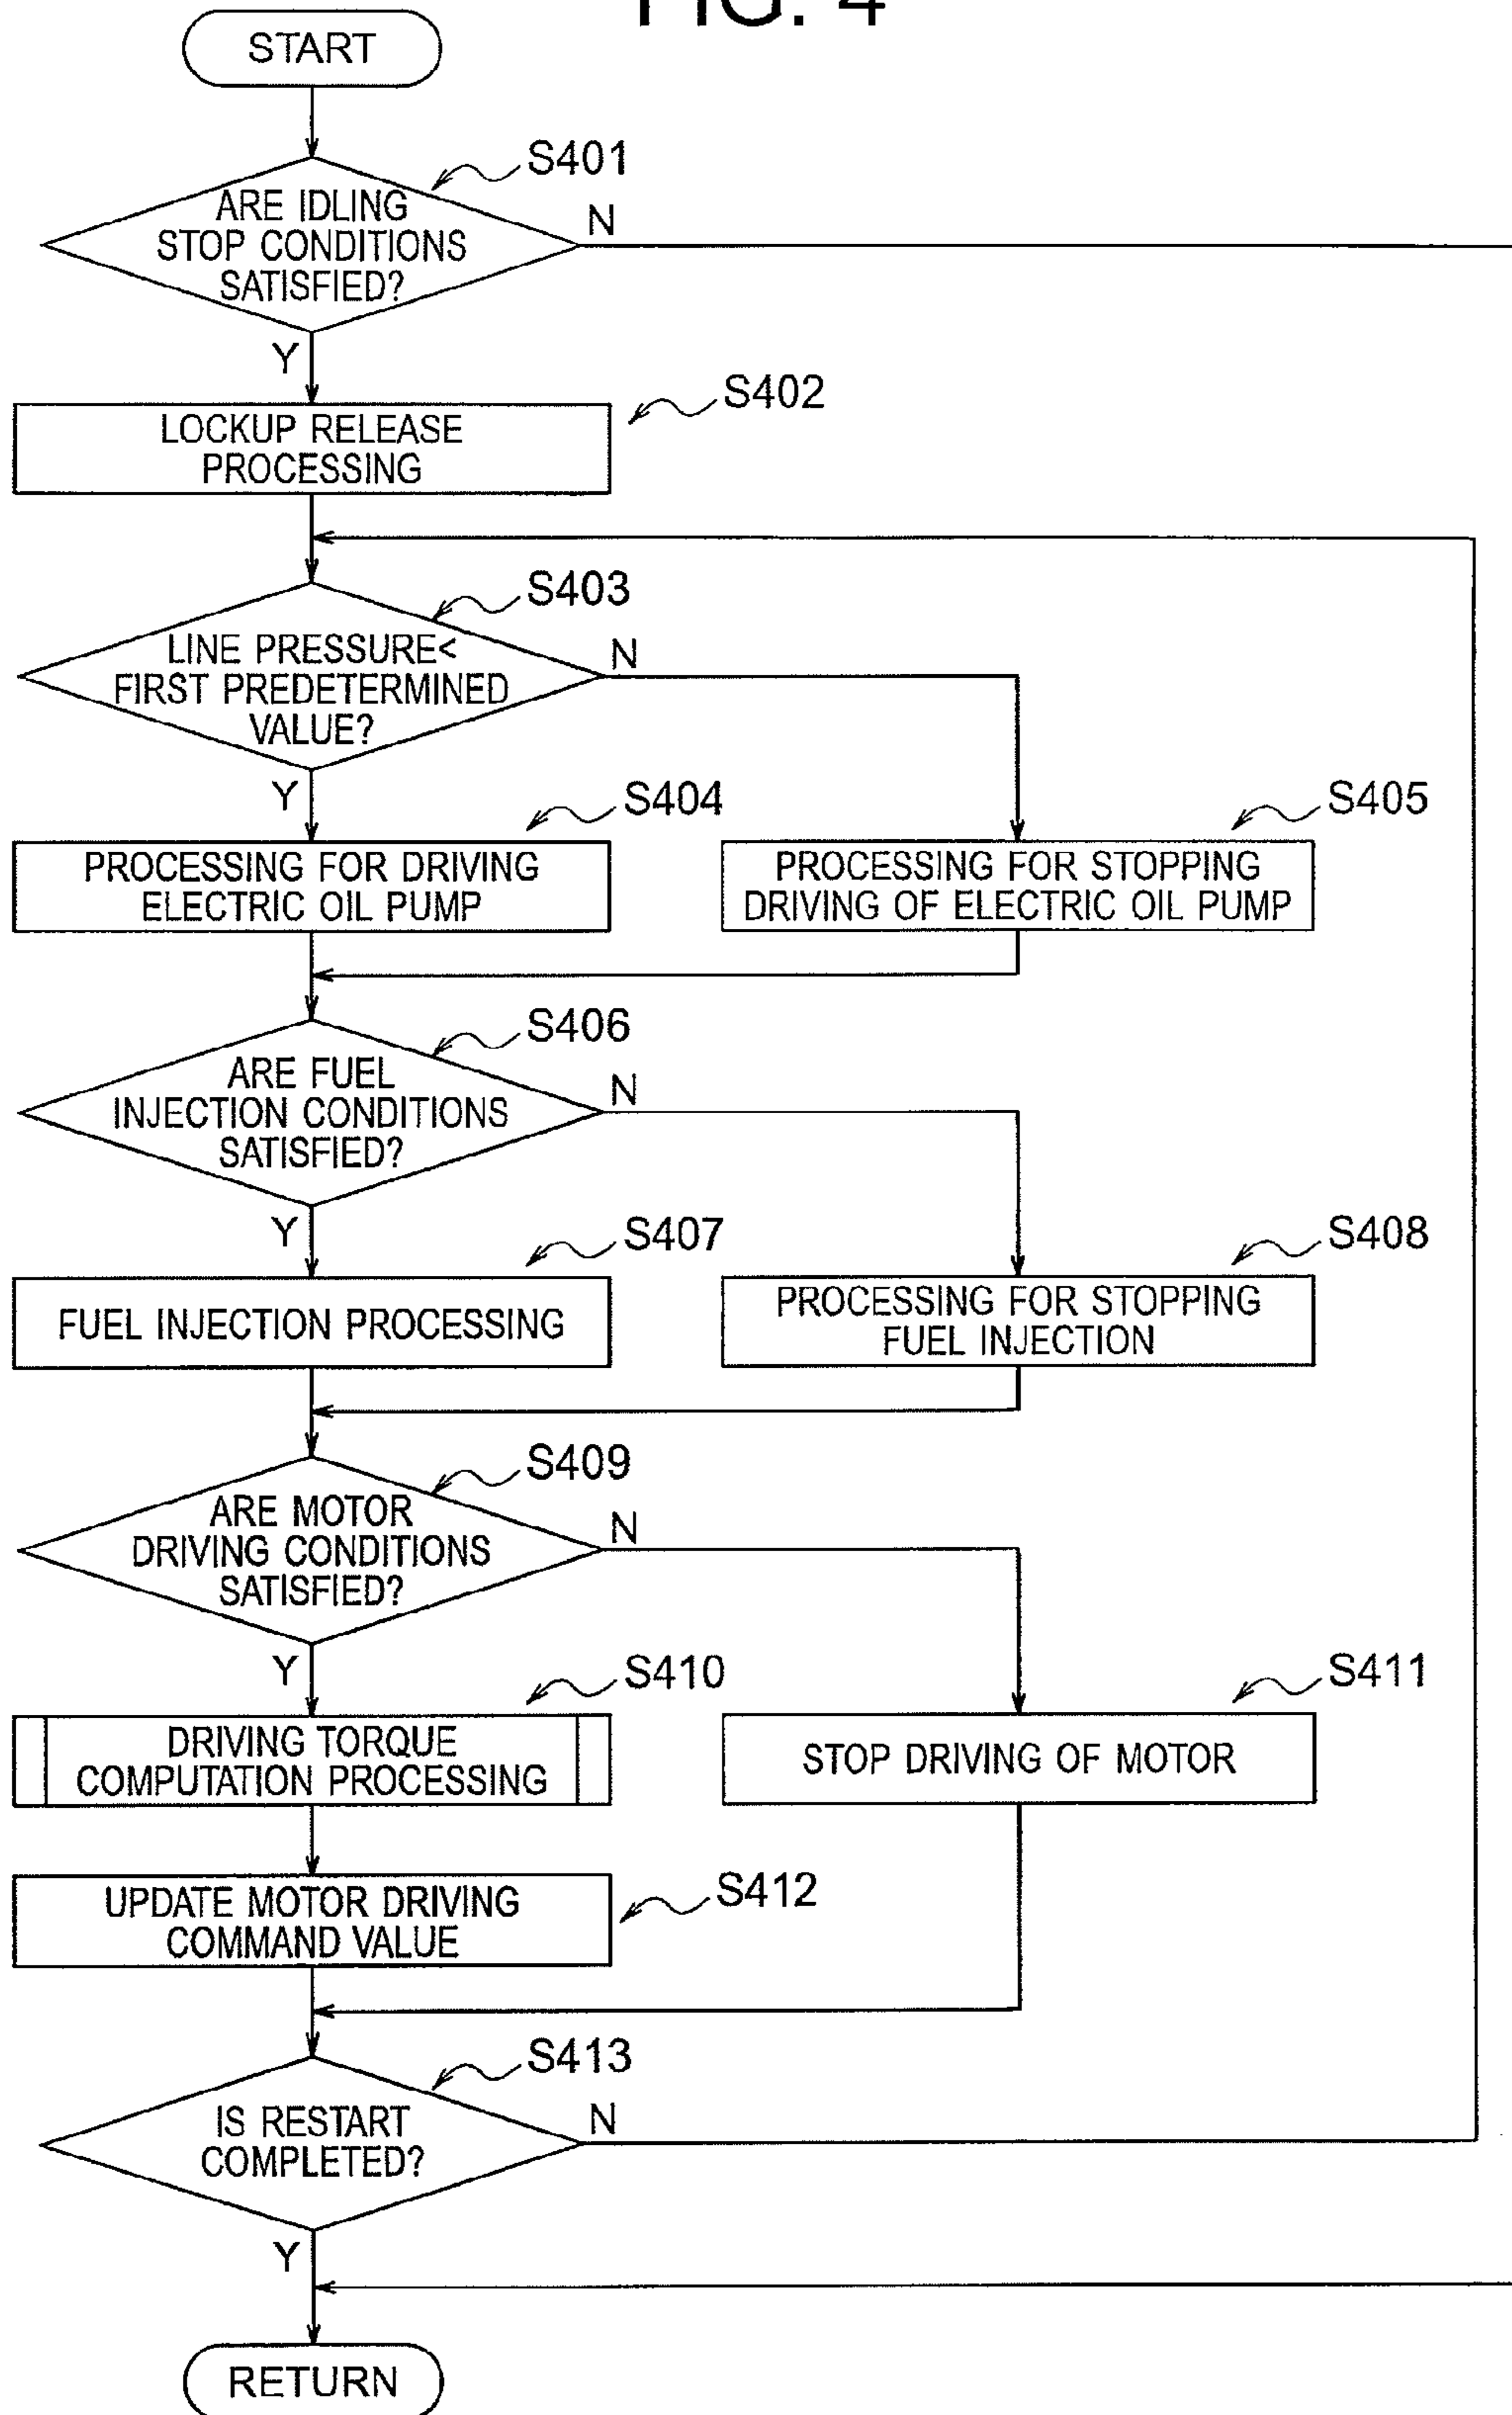 FIG. 4
START
S401
ARE IDLING
STOP CONDITIONS
SATISFIED?
N
Y
S402
LOCKUP RELEASE
PROCESSING
S403
LINE PRESSURE<
FIRST PREDETERMINED
VALUE?
N
Y
S404
PROCESSING FOR DRIVING
ELECTRIC OIL PUMP
S405
PROCESSING FOR STOPPING
DRIVING OF ELECTRIC OIL PUMP
S406
ARE FUEL
INJECTION CONDITIONS
SATISFIED?
N
Y
S407
FUEL INJECTION PROCESSING
S408
PROCESSING FOR STOPPING
FUEL INJECTION
S409
ARE MOTOR
DRIVING CONDITIONS
SATISFIED?
N
Y
S410
DRIVING TORQUE
COMPUTATION PROCESSING
S411
STOP DRIVING OF MOTOR
S412
UPDATE MOTOR DRIVING
COMMAND VALUE
S413
IS RESTART
COMPLETED?
N
Y
RETURN